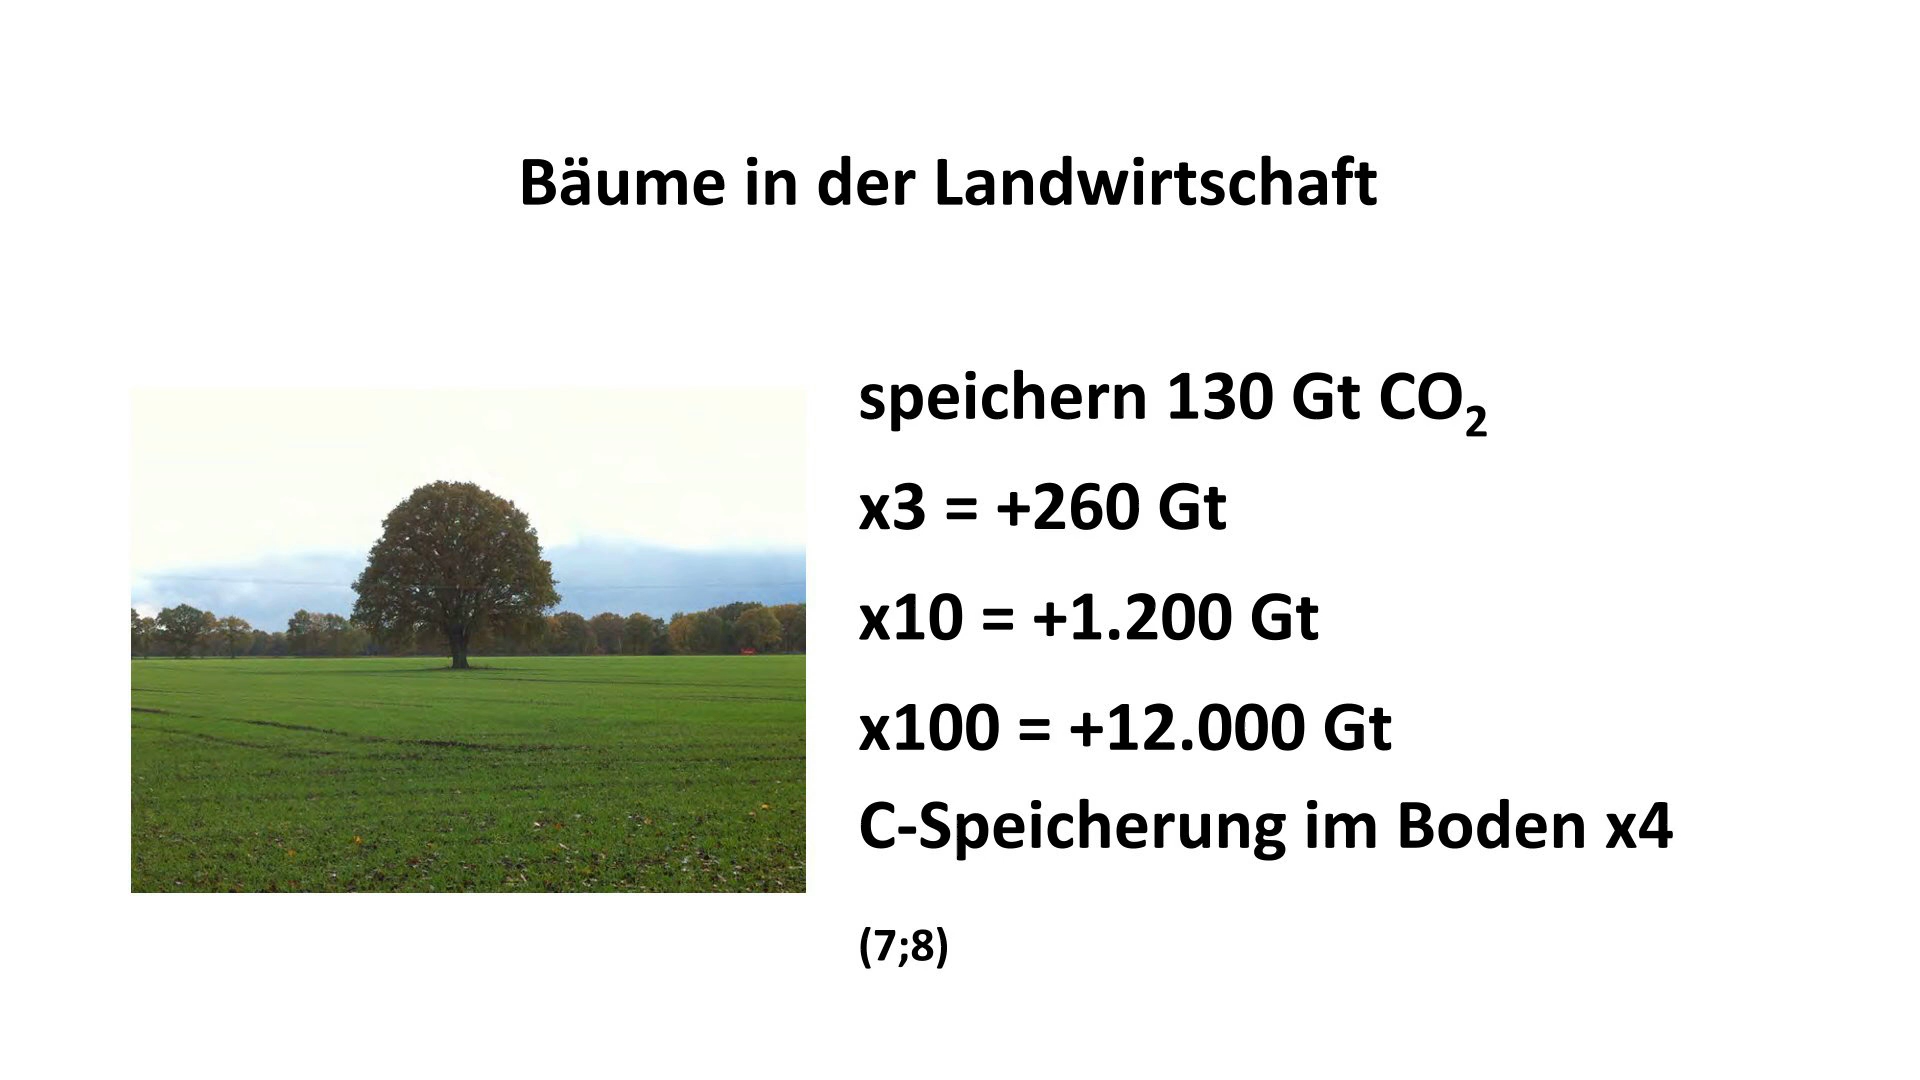 Bäume in der Landwirtschaft
speichern 130 Gt CO₂
x3 = +260 Gt
x10 = +1.200 Gt
x100 = +12.000 Gt
C-Speicherung im Boden x4
(7;8)